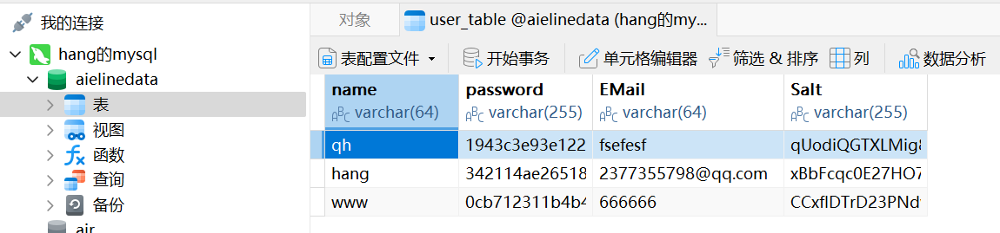 我的连接
hang的mysql
aielinedata
表
视图
函数
查询
备份
air
对象
user_table @aielinedata (hang的my...
表配置文件 开始事务 单元格编辑器 筛选 & 排序 列 数据分析
name password EMail Salt
varchar(64) varchar(255) varchar(64) varchar(255)
qh 1943c3e93e122 fsefesf qUodiQGTXLMig
hang 342114ae26518 2377355798@qq.com xBbFcqc0E27HO7
www 0cb712311b4b4 666666 CCxflDTrD23PNd